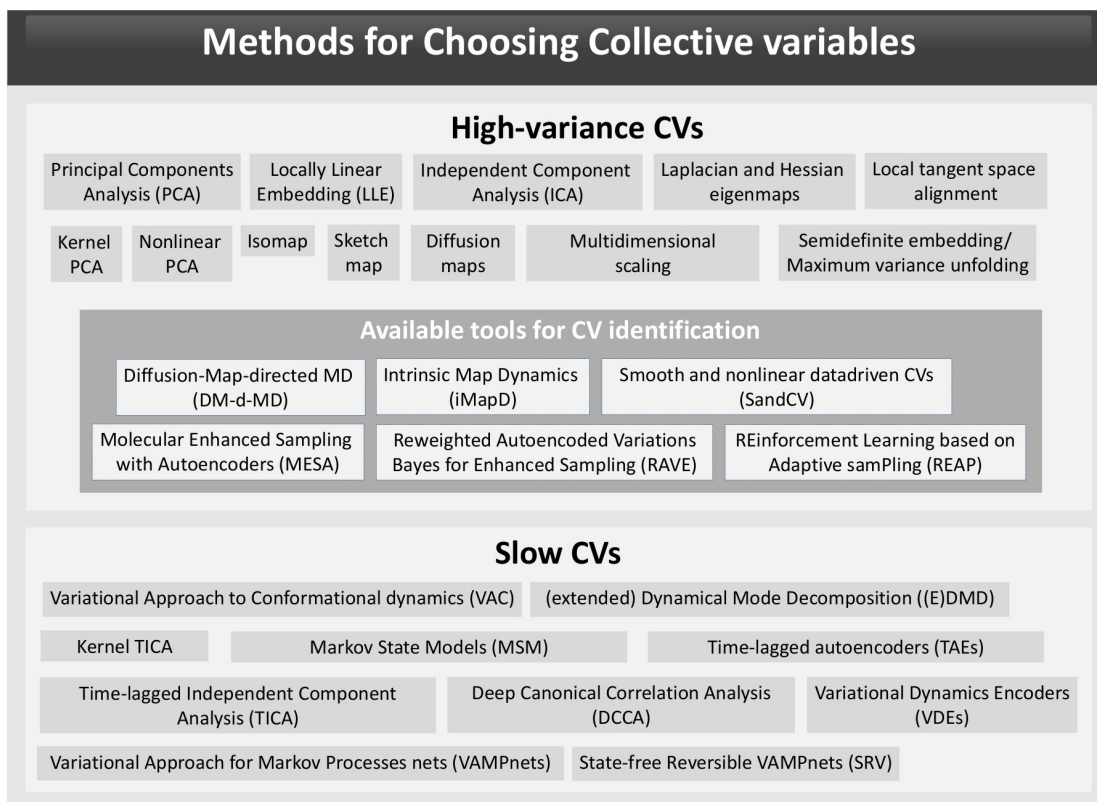 Methods for Choosing Collective variables
High-variance CVs
Principal Components
Analysis (PCA)
Locally Linear
Embedding (LLE)
Independent Component
Analysis (ICA)
Laplacian and Hessian
eigenmaps
Local tangent space
alignment
Kernel
PCA
Nonlinear
PCA
Isomap
Sketch
map
Diffusion
maps
Multidimensional
scaling
Semidefinite embedding/
Maximum variance unfolding
Available tools for CV identification
Diffusion-Map-directed MD
(DM-d-MD)
Intrinsic Map Dynamics
(iMapD)
Smooth and nonlinear datadriven CVs
(SandCV)
Molecular Enhanced Sampling
with Autoencoders (MESA)
Reweighted Autoencoded Variations
Bayes for Enhanced Sampling (RAVE)
REinforcement Learning based on
Adaptive samPling (REAP)
Slow CVs
Variational Approach to Conformational dynamics (VAC)
(extended) Dynamical Mode Decomposition ((E)DMD)
Kernel TICA
Markov State Models (MSM)
Time-lagged autoencoders (TAEs)
Time-lagged Independent Component
Analysis (TICA)
Deep Canonical Correlation Analysis
(DCCA)
Variational Dynamics Encoders
(VDEs)
Variational Approach for Markov Processes nets (VAMPnets)
State-free Reversible VAMPnets (SRV)